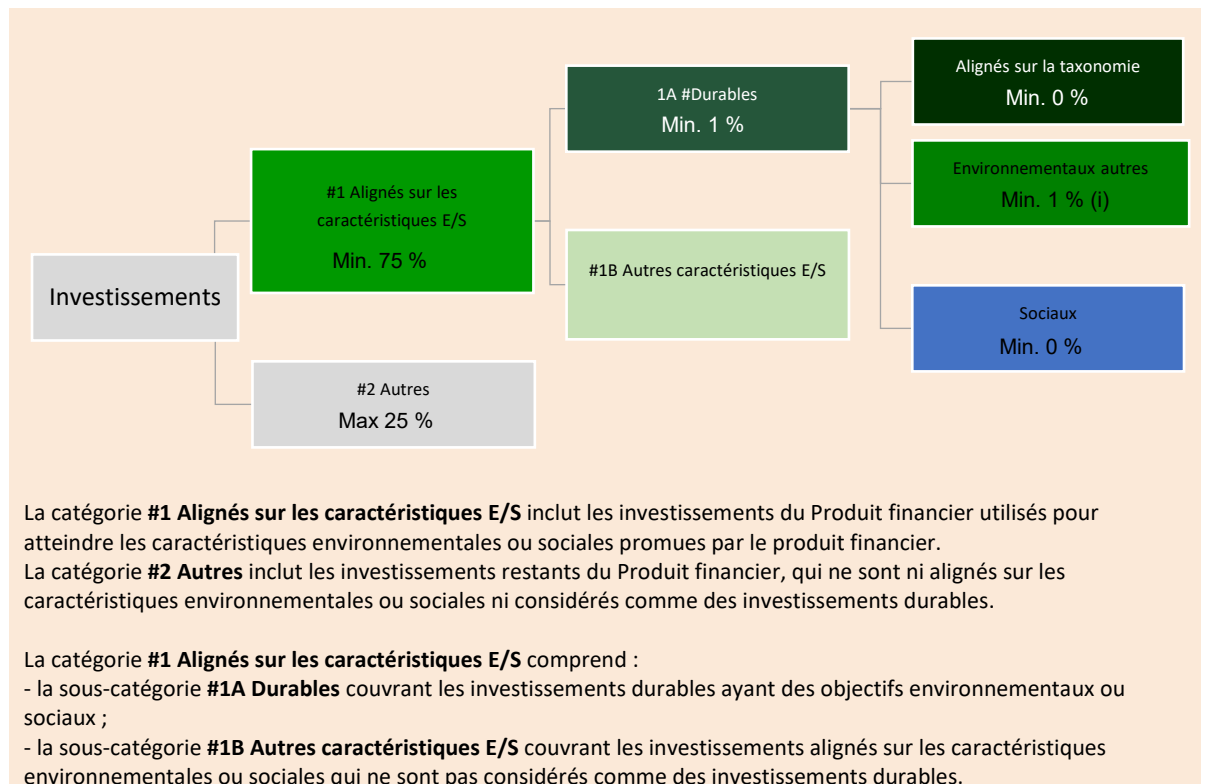 Investissements
#1 Alignés sur les
caractéristiques E/S
Min. 75 %
#2 Autres
Max 25 %
1A #Durables
Min. 1 %
#1B Autres caractéristiques E/S
Alignés sur la taxonomie
Min. 0 %
Environnementaux autres
Min. 1 % (i)
Sociaux
Min. 0 %
La catégorie #1 Alignés sur les caractéristiques E/S inclut les investissements du Produit financier utilisés pour
atteindre les caractéristiques environnementales ou sociales promues par le produit financier.
La catégorie #2 Autres inclut les investissements restants du Produit financier, qui ne sont ni alignés sur les
caractéristiques environnementales ou sociales ni considérés comme des investissements durables.
La catégorie #1 Alignés sur les caractéristiques E/S comprend :
- la sous-catégorie #1A Durables couvrant les investissements durables ayant des objectifs environnementaux ou
sociaux ;
- la sous-catégorie #1B Autres caractéristiques E/S couvrant les investissements alignés sur les caractéristiques
environnementales ou sociales qui ne sont pas considérés comme des investissements durables.